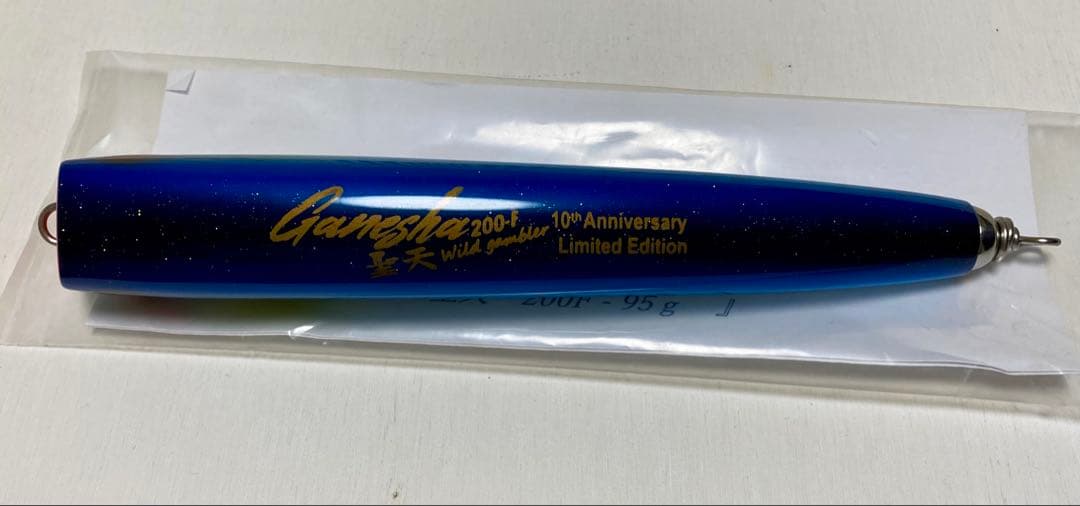 Ganesha 200-F
聖天 Wild gambler
10th Anniversary
Limited Edition
200F - 95g 』